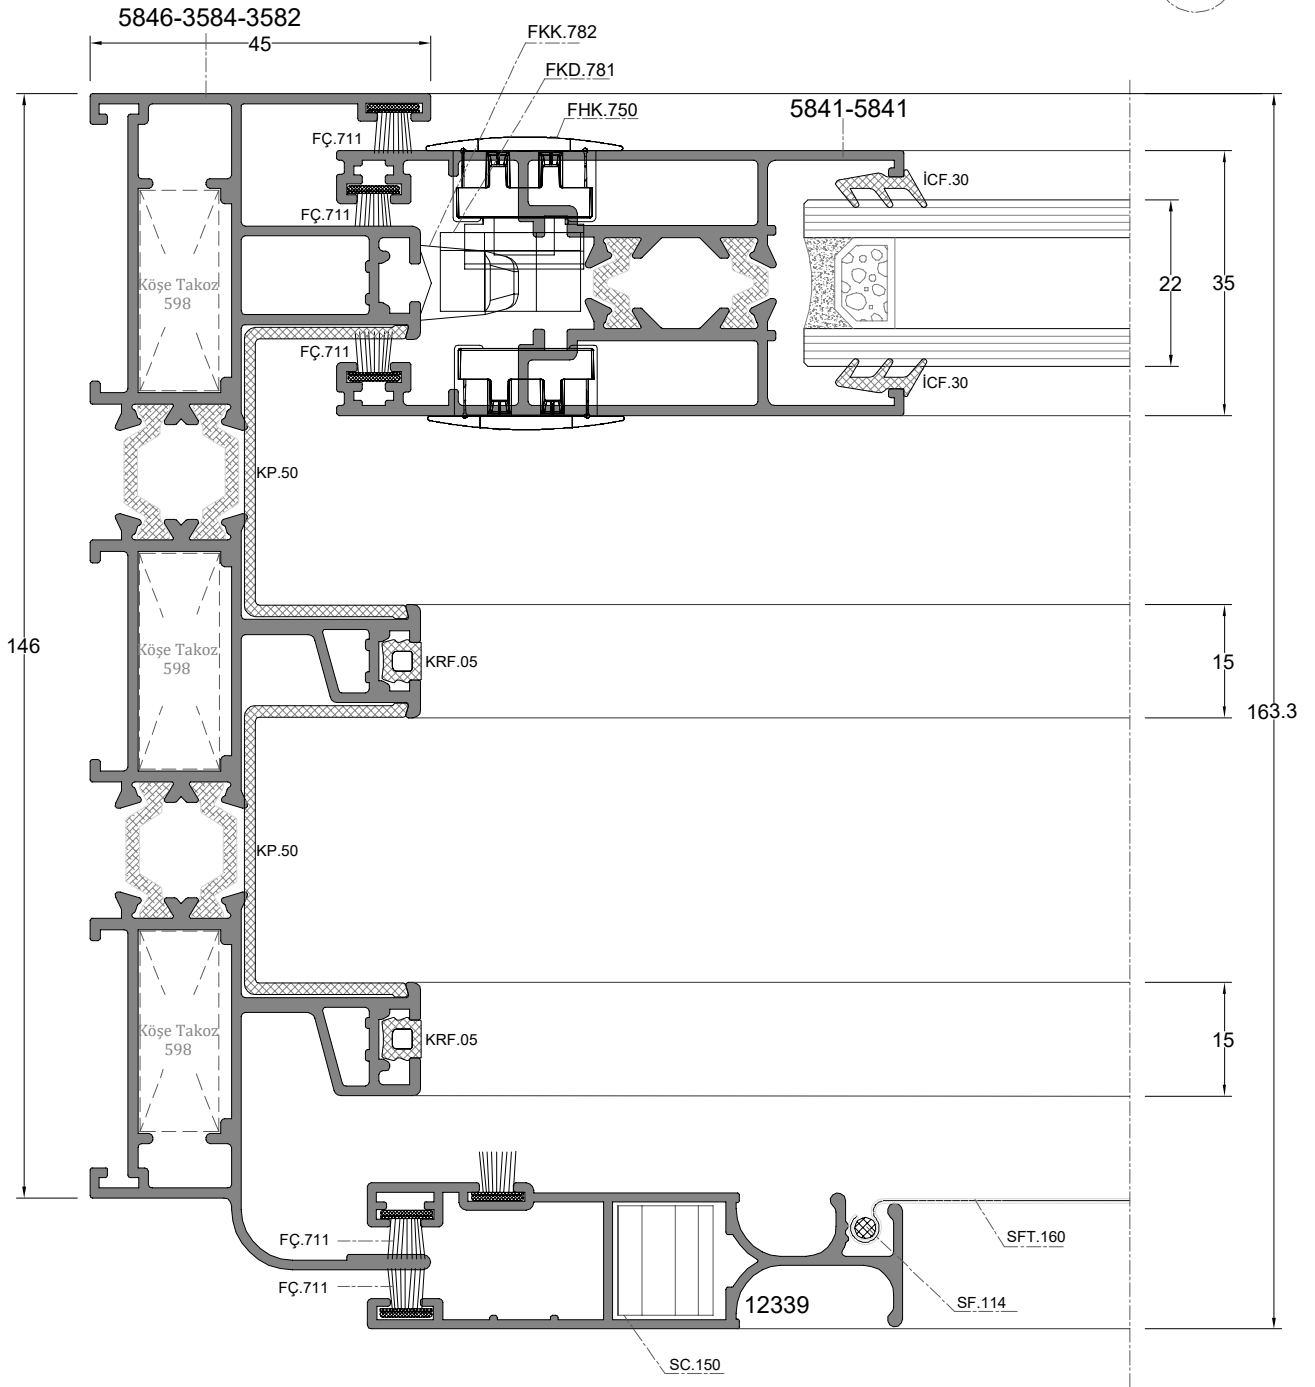 5846-3584-3582
45
FKK.782
FKD.781
FHK.750
5841-5841
FÇ.711
İCF.30
FÇ.711
Köşe Takoz
598
22
35
FÇ.711
İCF.30
KP.50
146
Köşe Takoz
598
KRF.05
15
163.3
KP.50
Köşe Takoz
598
KRF.05
15
FÇ.711
SFT.160
FÇ.711
12339
SF.114
SC.150